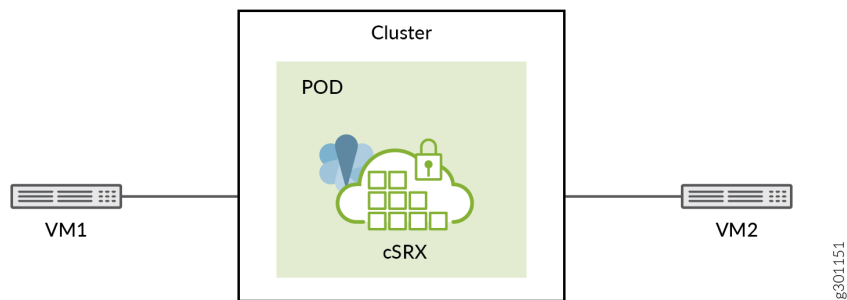 Cluster
POD
cSRX
VM1
VM2
g301151